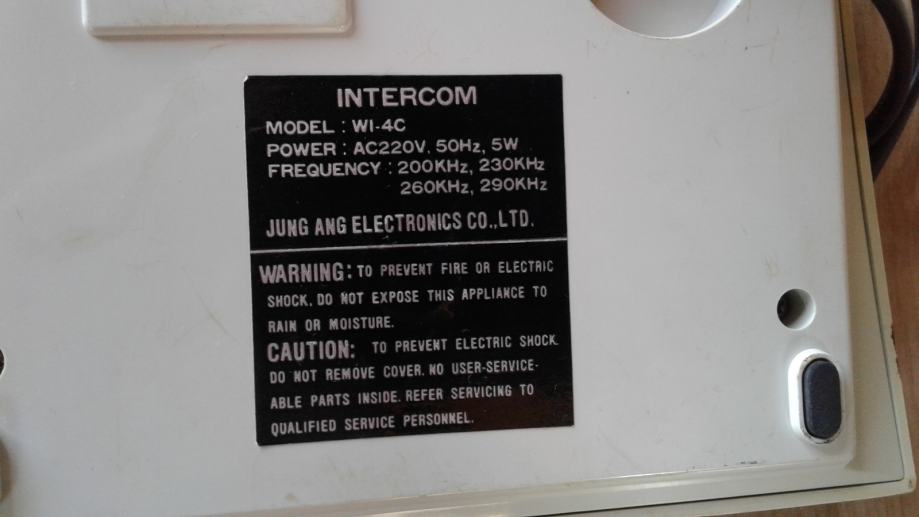 INTERCOM
MODEL : WI-4C
POWER : AC220V. 50Hz, 5W
FREQUENCY : 200KHz, 230KHz
260KHz, 290KHz
JUNG ANG ELECTRONICS CO.,LTD.
WARNING: TO PREVENT FIRE OR ELECTRIC
SHOCK, DO NOT EXPOSE THIS APPLIANCE TO
RAIN OR MOISTURE.
CAUTION: TO PREVENT ELECTRIC SHOCK.
DO NOT REMOVE COVER. NO USER-SERVICE-
ABLE PARTS INSIDE. REFER SERVICING TO
QUALIFIED SERVICE PERSONNEL.